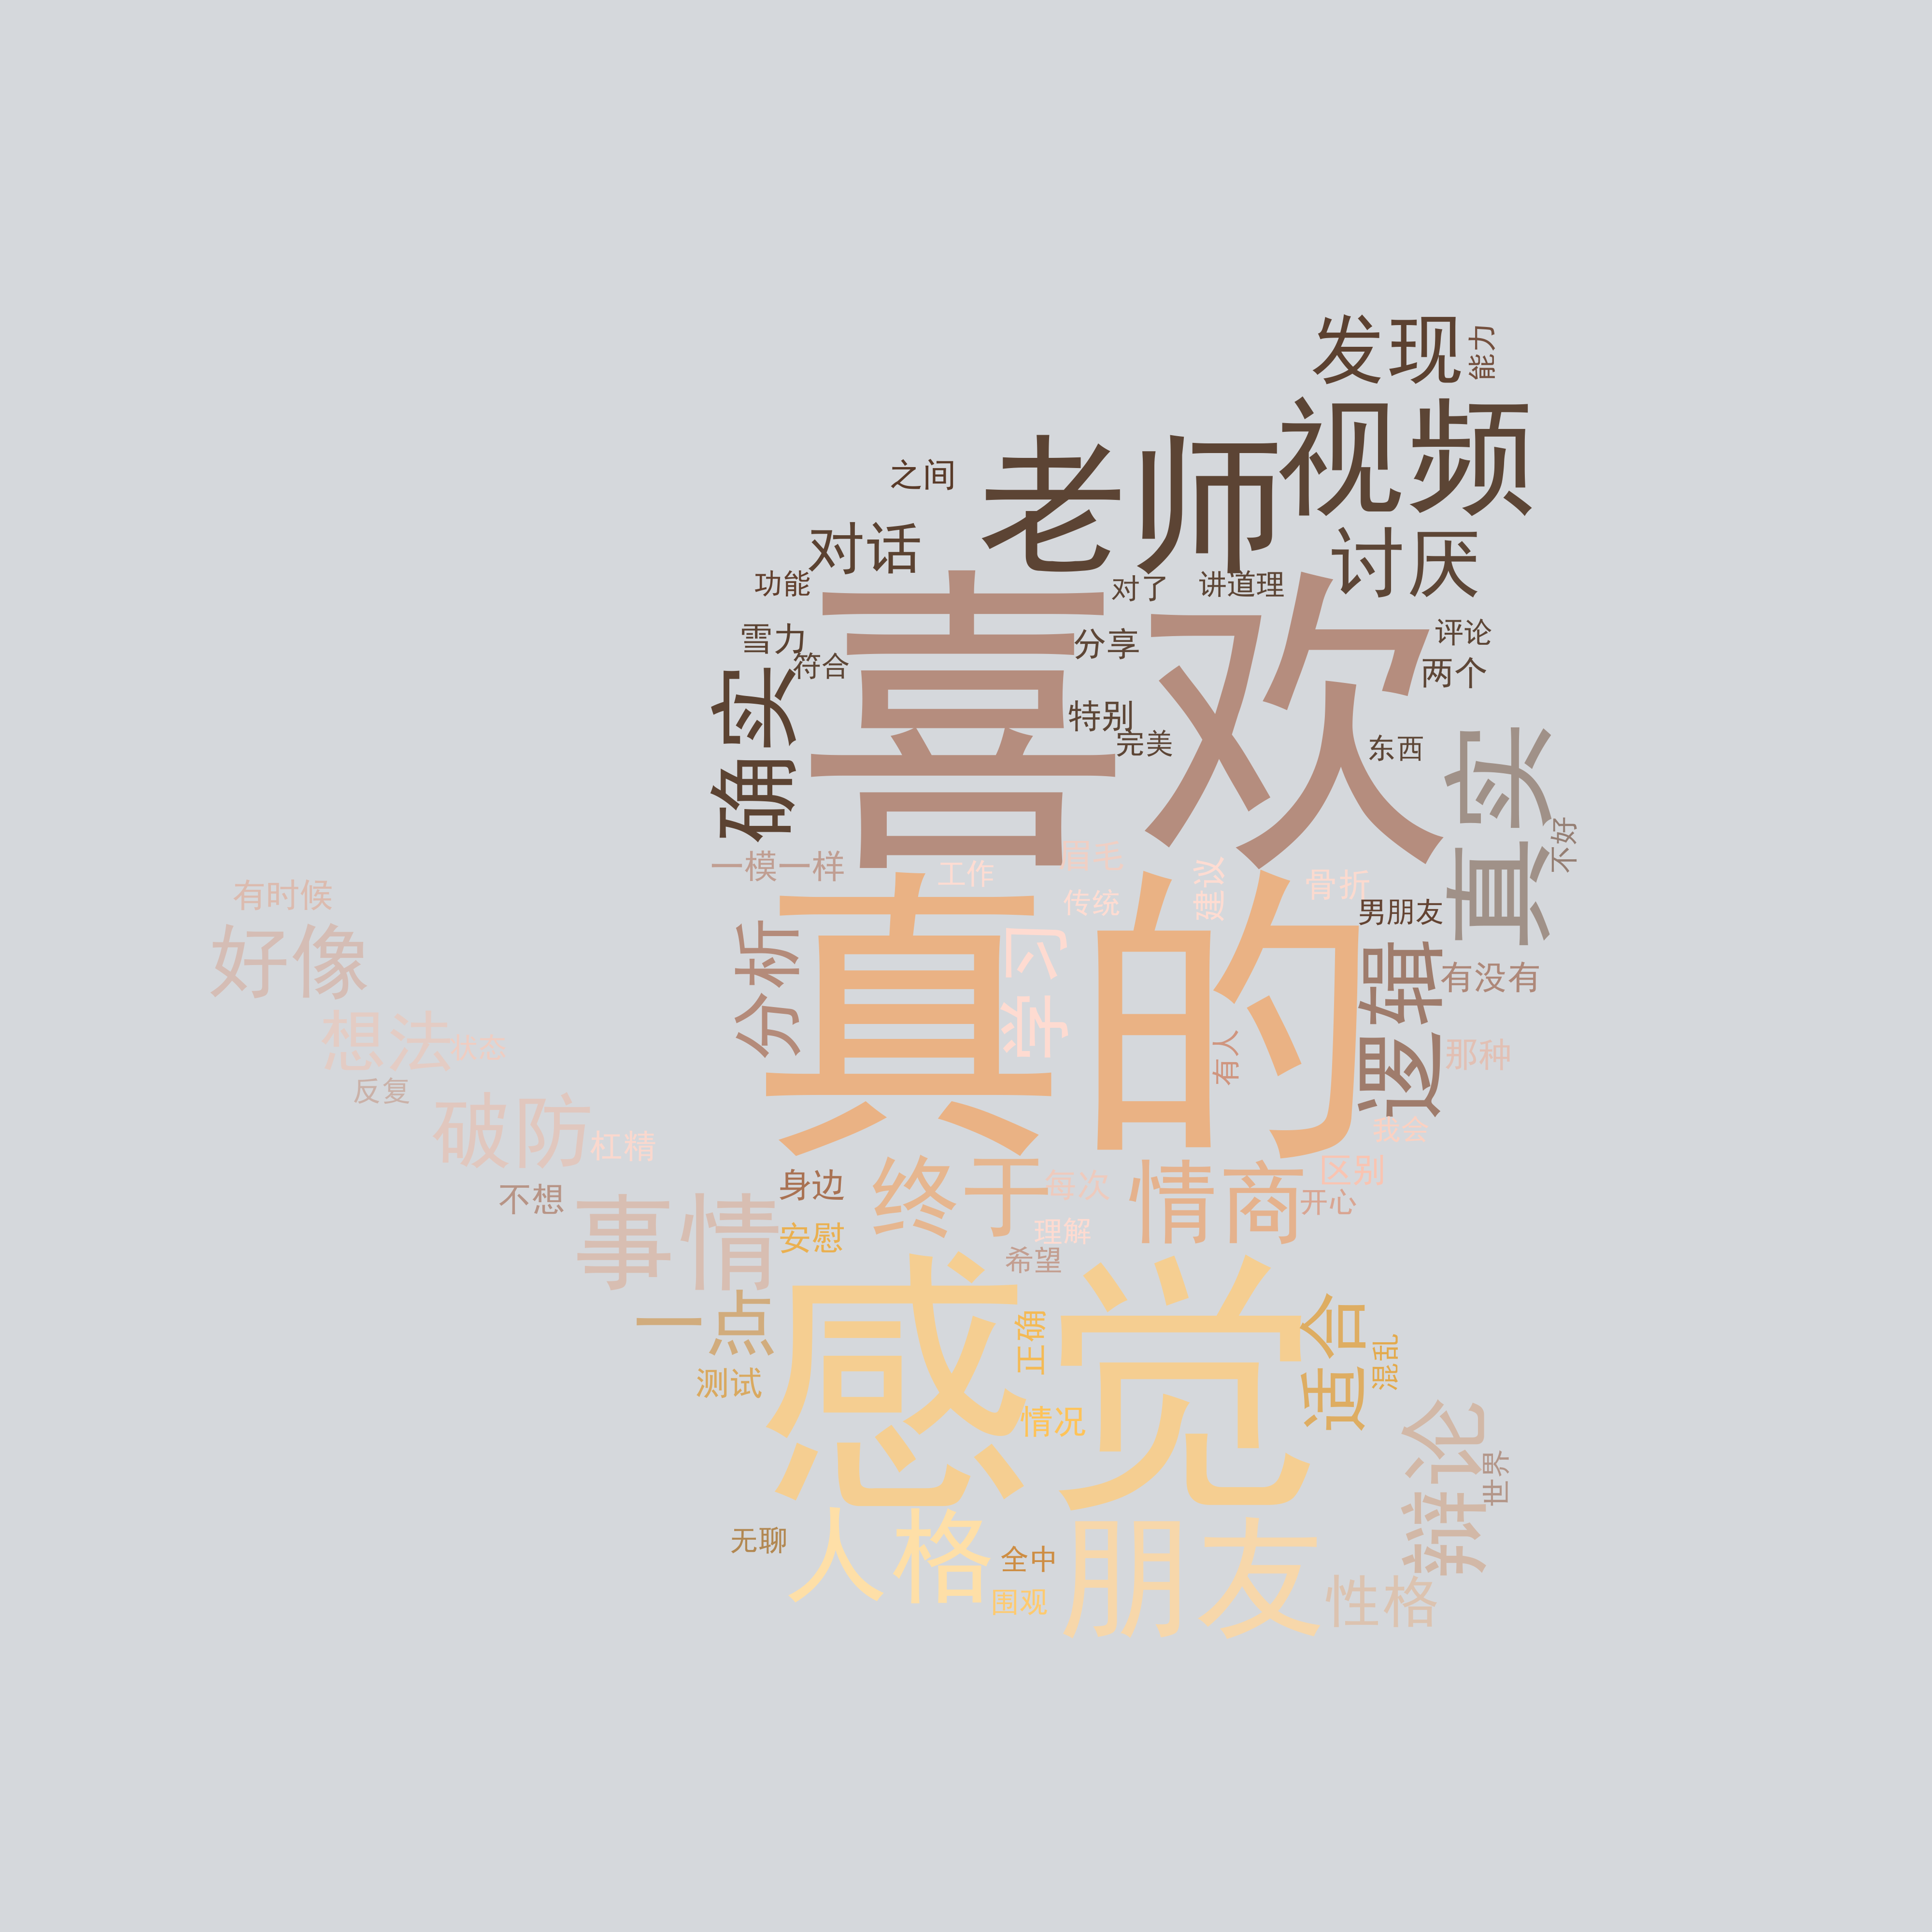 发现
能力
视频
老师
之间
对话
讨厌
功能
对了
讲道理
喜欢
雪力
分享
评论
符合
两个
确实
特别
完美
东西
真实
不好
一模一样
眉毛
工作
骨折
建议
传统
有时候
男朋友
好像
真的
分析
学习
逻辑
有没有
想法
状态
有人
那种
反复
破防
杠精
我会
身边
终于
每次
情商
区别
不想
开心
事情
安慰
理解
希望
感觉
一点
正确
适合
混乱
测试
情况
辩论
世界
无聊
人格
全中
朋友
围观
性格